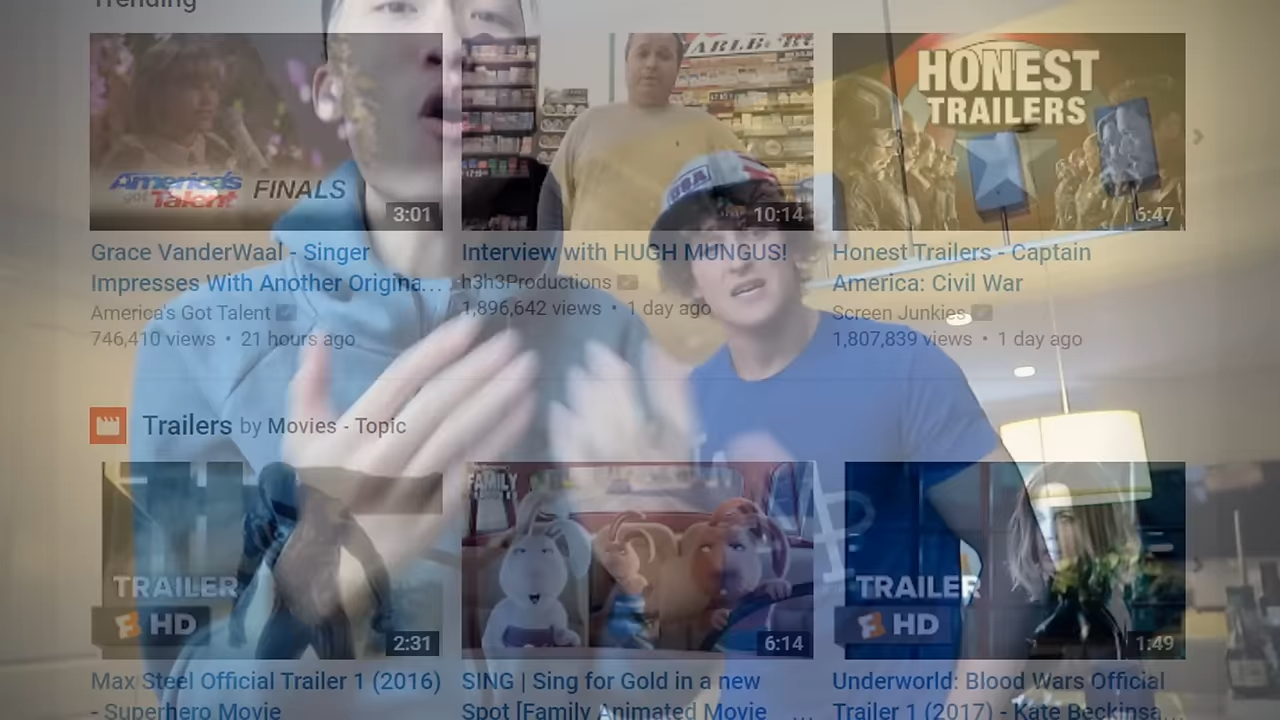 Trending
America's
got Talent FINALS
3:01
10:14
HONEST
TRAILERS
6:47
Grace VanderWaal - Singer
Impresses With Another Origina...
America's Got Talent
746,410 views • 21 hours ago
Interview with HUGH MUNGUS!
h3h3Productions
1,896,642 views • 1 day ago
Honest Trailers - Captain
America: Civil War
Screen Junkies
1,807,839 views • 1 day ago
Trailers by Movies - Topic
TRAILER
HD
2:31
FAMILY
6:14
TRAILER
HD
1:49
Max Steel Official Trailer 1 (2016)
- Superhero Movie
SING | Sing for Gold in a new
Spot [Family Animated Movie ...
Underworld: Blood Wars Official
Trailer 1 (2017) - Kate Beckinsa...